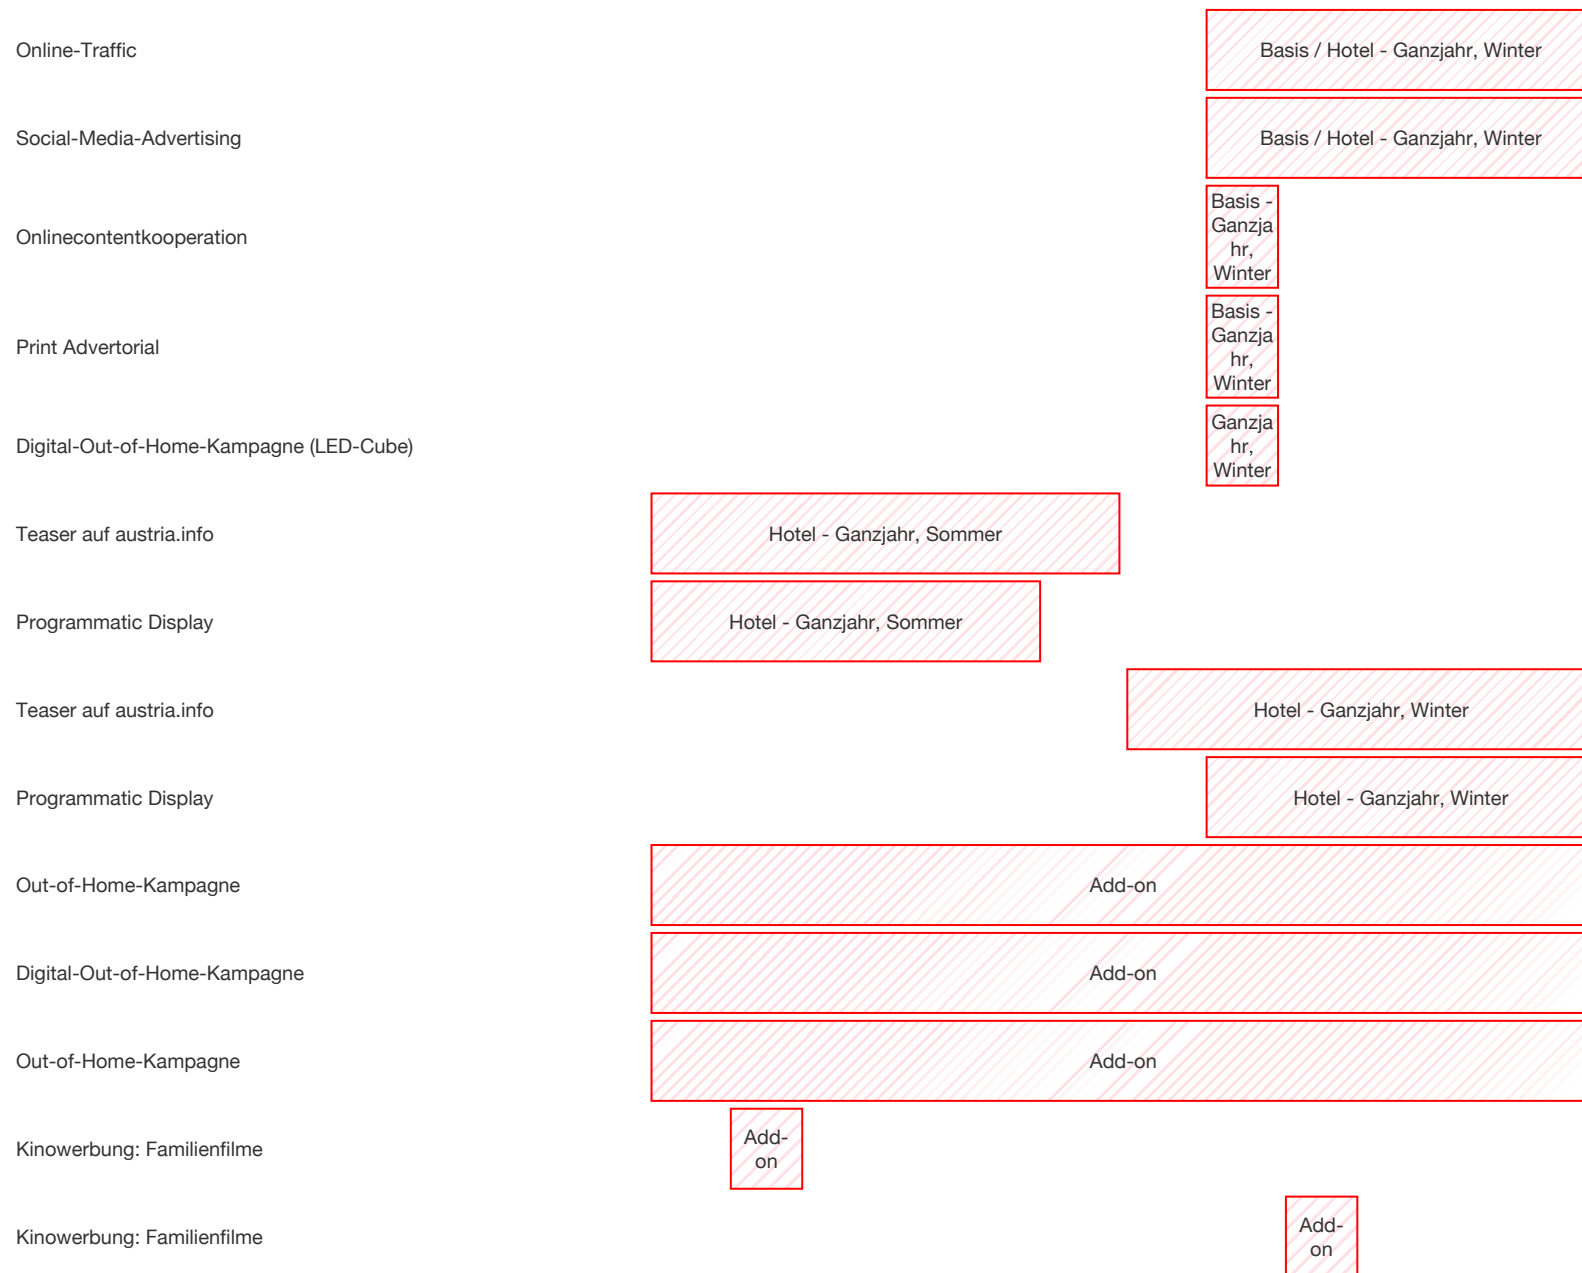 Online-Traffic
Basis / Hotel - Ganzjahr, Winter
Social-Media-Advertising
Basis / Hotel - Ganzjahr, Winter
Onlinecontentkooperation
Basis -
Ganzja
hr,
Winter
Print Advertorial
Basis -
Ganzja
hr,
Winter
Digital-Out-of-Home-Kampagne (LED-Cube)
Ganzja
hr,
Winter
Teaser auf austria.info
Hotel - Ganzjahr, Sommer
Programmatic Display
Hotel - Ganzjahr, Sommer
Teaser auf austria.info
Hotel - Ganzjahr, Winter
Programmatic Display
Hotel - Ganzjahr, Winter
Out-of-Home-Kampagne
Add-on
Digital-Out-of-Home-Kampagne
Add-on
Out-of-Home-Kampagne
Add-on
Kinowerbung: Familienfilme
Add-
on
Kinowerbung: Familienfilme
Add-
on